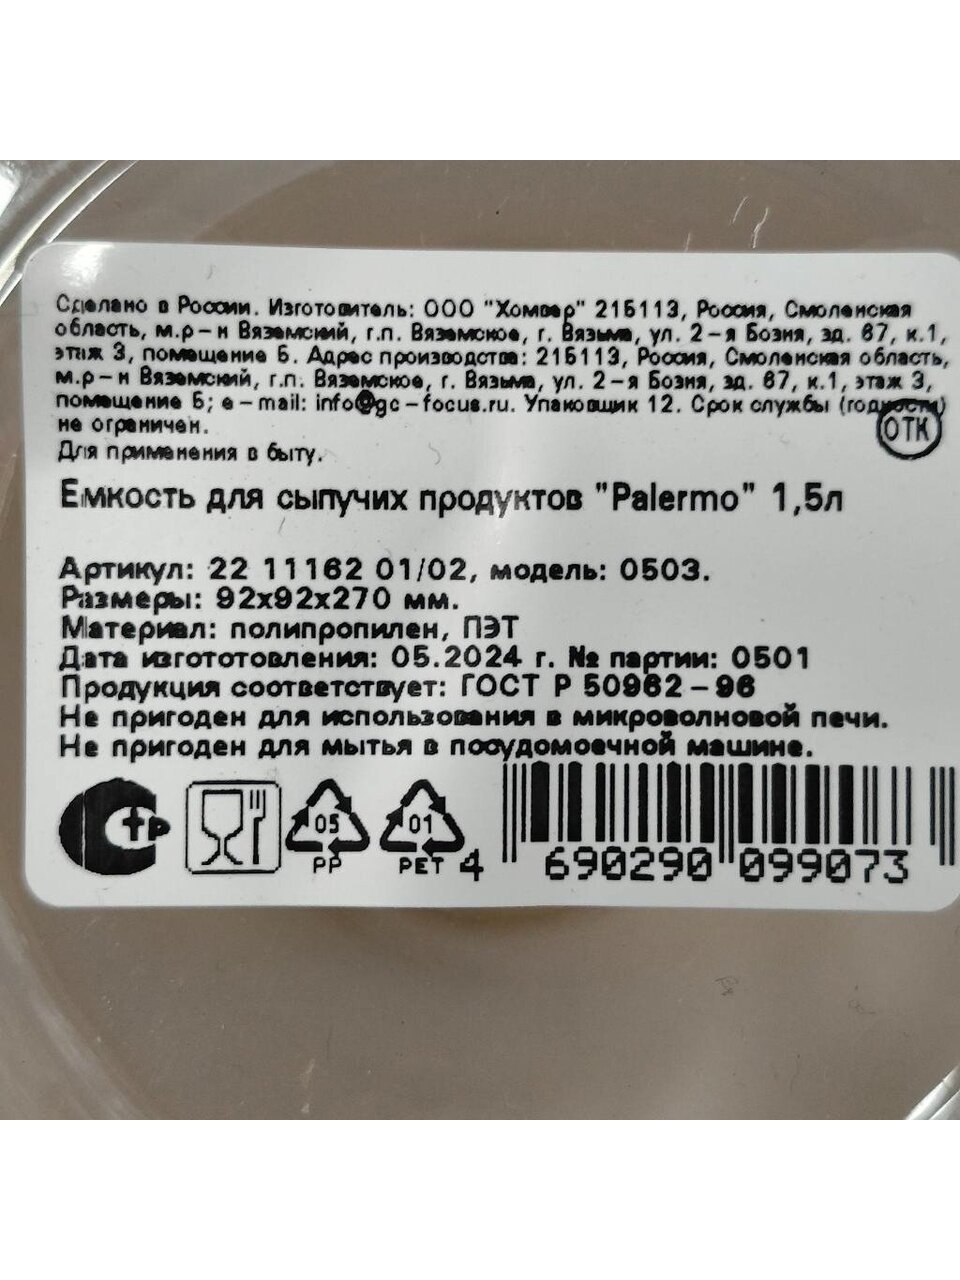 Сделано в России. Изготовитель: ООО "Хомвер" 215113, Россия, Смоленская
область, м.р-н Вяземский, г.п. Вяземское, г. Вязьма, ул. 2-я Бозня, зд. 67, к.1,
этаж 3, помещение Б. Адрес производства: 215113, Россия, Смоленская область,
м.р-н Вяземский, г.п. Вяземское, г. Вязьма, ул. 2-я Бозня, зд. 67, к.1, этаж 3,
помещение Б; e-mail: info@gc-focus.ru. Упаковщик 12. Срок службы (годности)
не ограничен.
ОТК
Для применения в быту.
Емкость для сыпучих продуктов "Palermo" 1,5л
Артикул: 22 11162 01/02, модель: 0503.
Размеры: 92x92x270 мм.
Материал: полипропилен, ПЭТ
Дата изгототовления: 05.2024 г. № партии: 0501
Продукция соответствует: ГОСТ Р 50962-96
Не пригоден для использования в микроволновой печи.
Не пригоден для мытья в посудомоечной машине.
СТР
05
PP
01
PET
4 690290 099073